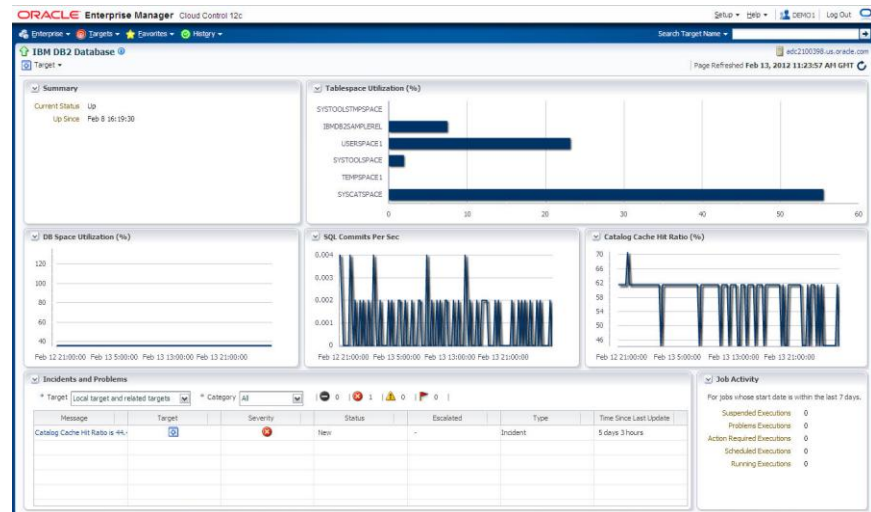 ORACLE Enterprise Manager Cloud Control 12c
Setup Help DEMO1 Log Out
Enterprise Targets Favorites History Search Target Name
IBM DB2 Database
adc2100398.us.oracle.com
Target
Page Refreshed Feb 13, 2012 11:23:57 AM GMT
Summary
Current Status Up
Up Since Feb 8 16:19:30
Tablespace Utilization (%)
SYSTOOLSTMPSPACE
IBMDB2SAMPLEREL
USERSPACE1
SYSTOOLSPACE
TEMPSPACE1
SYSCATSPACE
0 10 20 30 40 50 60
DB Space Utilization (%)
120
100
80
60
40
Feb 12 21:00:00 Feb 13 5:00:00 Feb 13 13:00:00 Feb 13 21:00:00
SQL Commits Per Sec
0.004
0.003
0.002
0.001
0
Feb 12 21:00:00 Feb 13 5:00:00 Feb 13 13:00:00 Feb 13 21:00:00
Catalog Cache Hit Ratio (%)
70
66
62
58
54
50
46
Feb 12 21:00:00 Feb 13 5:00:00 Feb 13 13:00:00 Feb 13 21:00:00
Incidents and Problems
* Target Local target and related targets * Category All 0 1 0 0
Message Target Severity Status Escalated Type Time Since Last Update
Catalog Cache Hit Ratio is New - Incident 5 days 3 hours
Job Activity
For jobs whose start date is within the last 7 days.
Suspended Executions 0
Problems Executions 0
Action Required Executions 0
Scheduled Executions 0
Running Executions 0